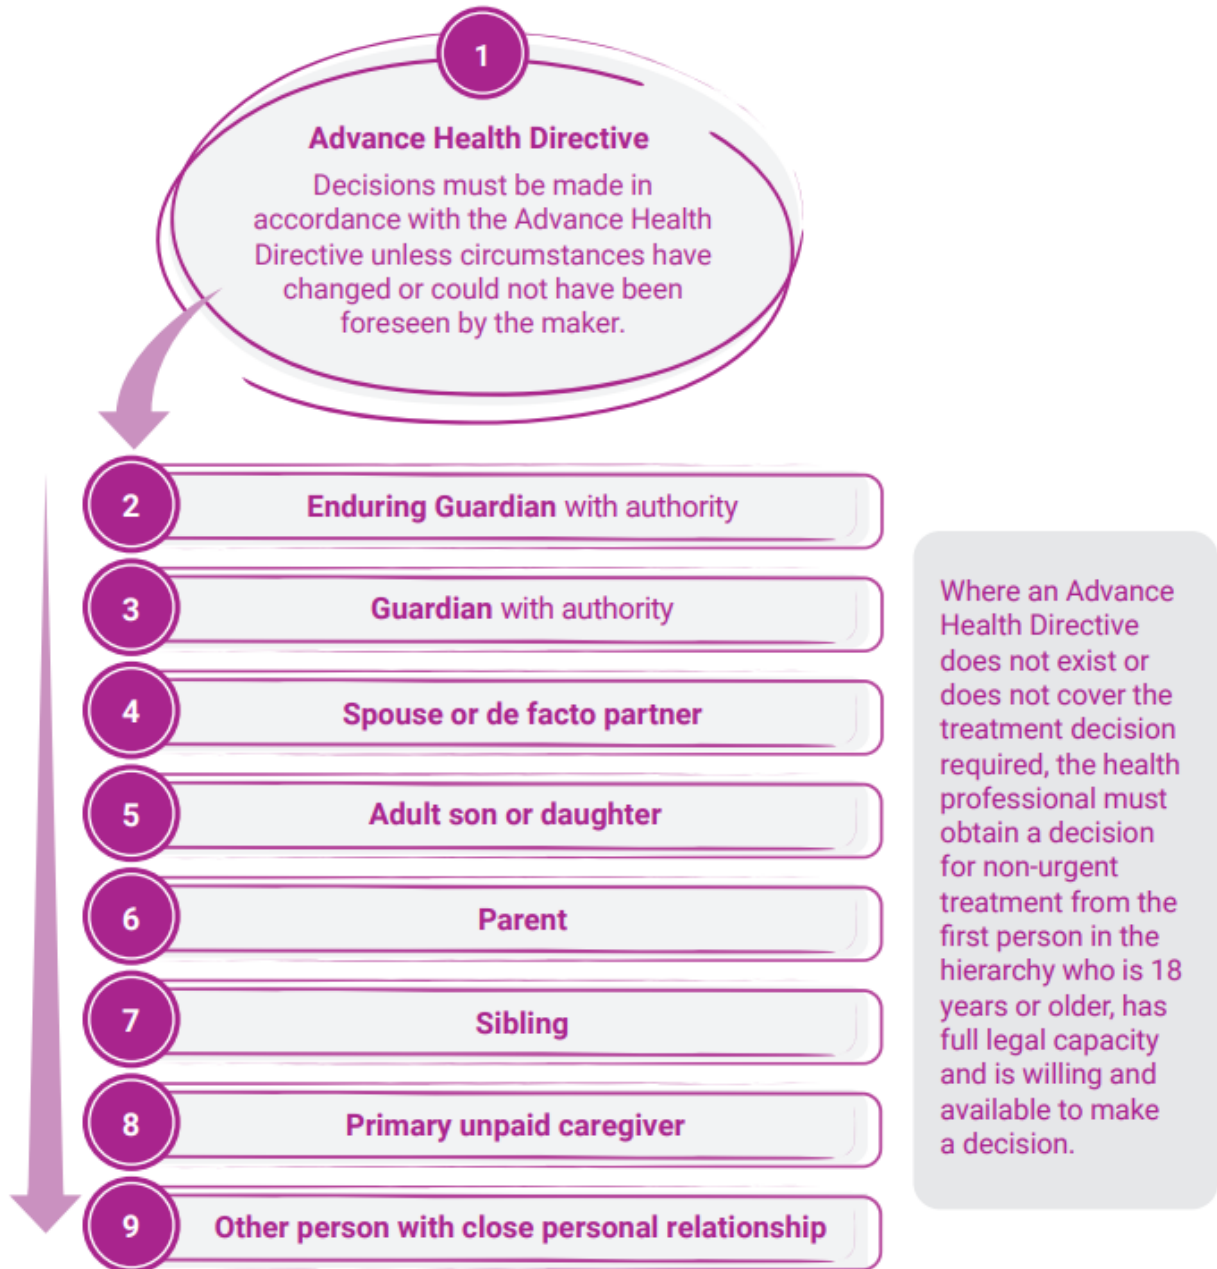 1
Advance Health Directive
Decisions must be made in
accordance with the Advance Health
Directive unless circumstances have
changed or could not have been
foreseen by the maker.
2
Enduring Guardian with authority
3
Guardian with authority
4
Spouse or de facto partner
5
Adult son or daughter
6
Parent
7
Sibling
8
Primary unpaid caregiver
9
Other person with close personal relationship
Where an Advance
Health Directive
does not exist or
does not cover the
treatment decision
required, the health
professional must
obtain a decision
for non-urgent
treatment from the
first person in the
hierarchy who is 18
years or older, has
full legal capacity
and is willing and
available to make
a decision.